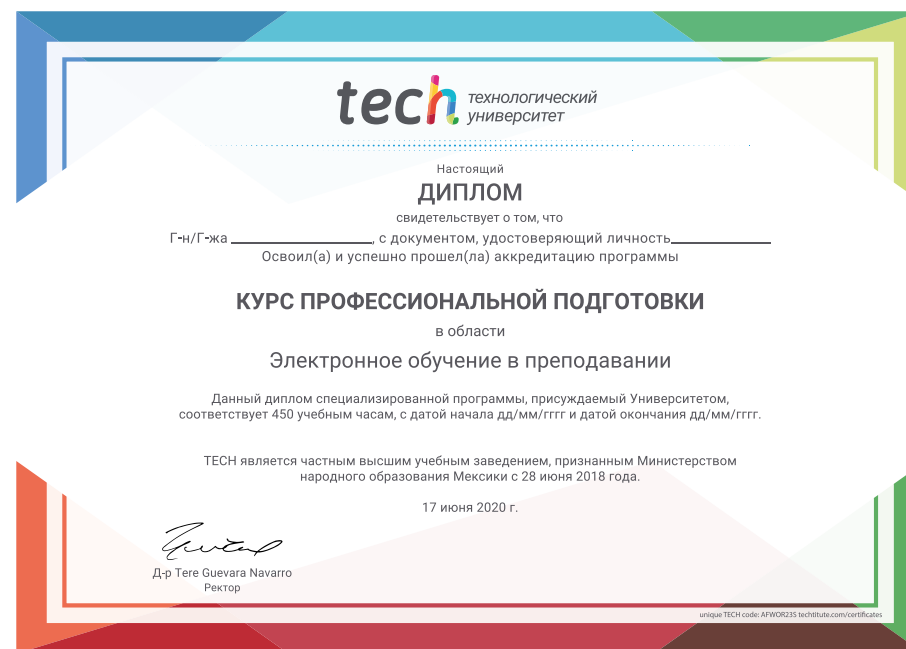 tech технологический
университет
Настоящий
ДИПЛОМ
свидетельствует о том, что
Г-н/Г-жа ____________, с документом, удостоверяющий личность____________
Освоил(а) и успешно прошел(ла) аккредитацию программы
КУРС ПРОФЕССИОНАЛЬНОЙ ПОДГОТОВКИ
в области
Электронное обучение в преподавании
Данный диплом специализированной программы, присуждаемый Университетом,
соответствует 450 учебным часам, с датой начала дд/мм/гггг и датой окончания дд/мм/гггг.
TECH является частным высшим учебным заведением, признанным Министерством
народного образования Мексики с 28 июня 2018 года.
17 июня 2020 г.
Д-р Tere Guevara Navarro
Ректор
unique TECH code: AFWOR23S techtitute.com/certificates